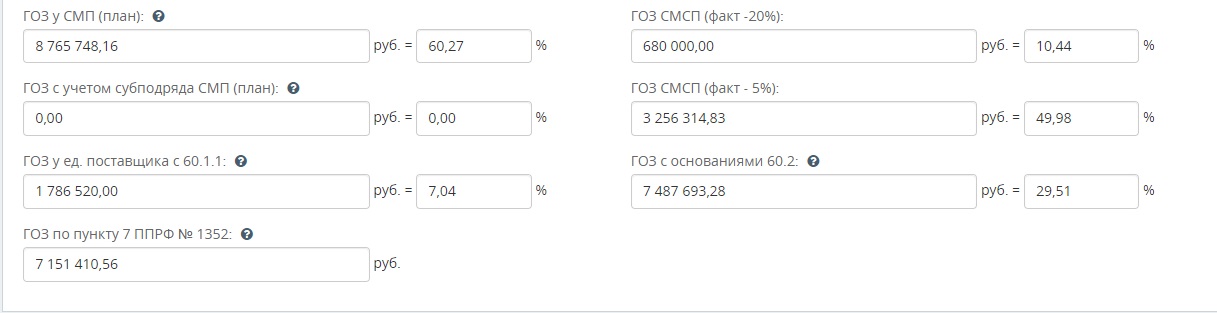 ГОЗ у СМП (план): ?
8 765 748,16 руб. = 60,27 %
ГОЗ СМСП (факт -20%):
680 000,00 руб. = 10,44 %
ГОЗ с учетом субподряда СМП (план): ?
0,00 руб. = 0,00 %
ГОЗ СМСП (факт - 5%):
3 256 314,83 руб. = 49,98 %
ГОЗ у ед. поставщика с 60.1.1: ?
1 786 520,00 руб. = 7,04 %
ГОЗ с основаниями 60.2: ?
7 487 693,28 руб. = 29,51 %
ГОЗ по пункту 7 ППРФ № 1352: ?
7 151 410,56 руб.